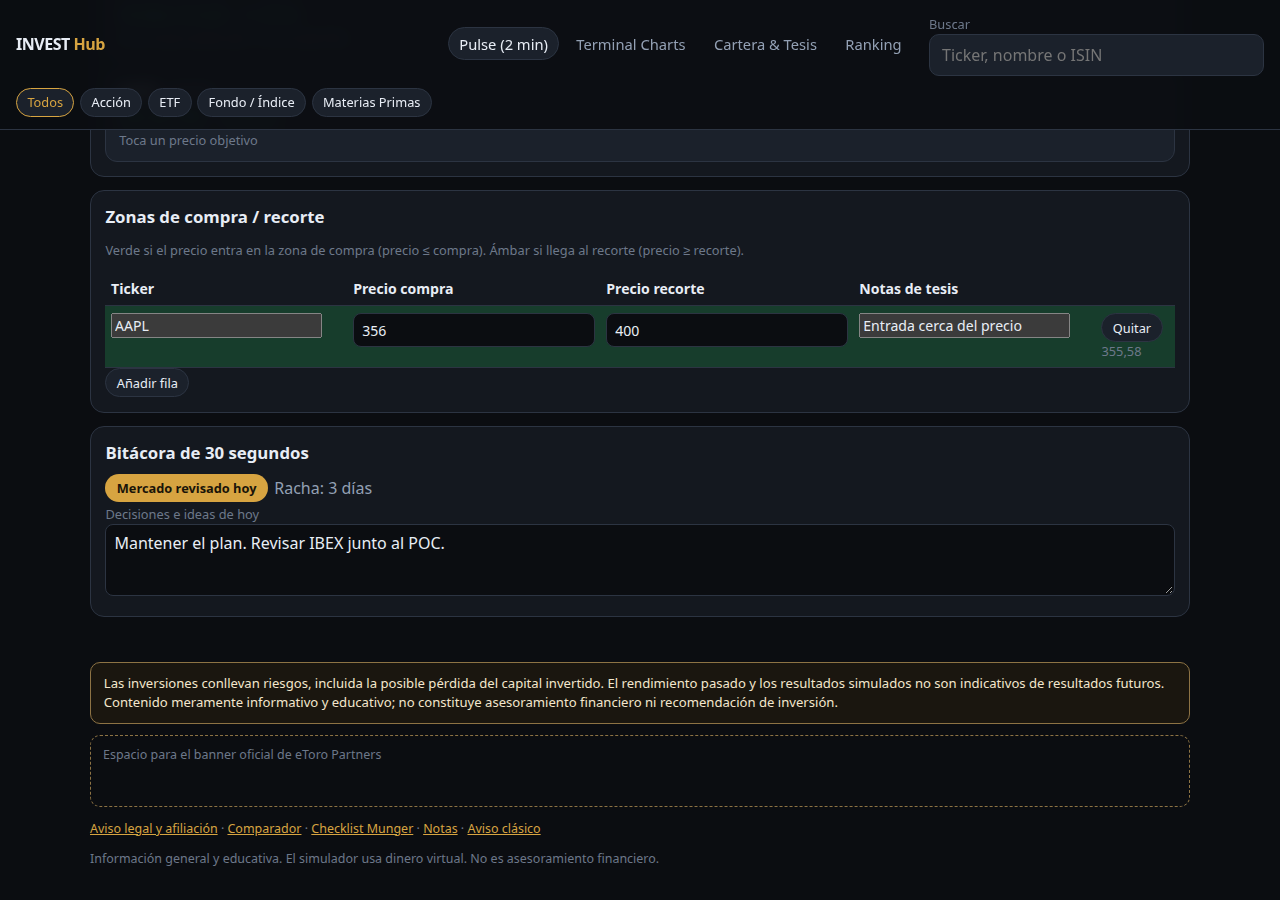 INVEST Hub
Pulse (2 min)
Terminal Charts
Cartera & Tesis
Ranking
Buscar
Ticker, nombre o ISIN
Todos
Acción
ETF
Fondo / Índice
Materias Primas
Toca un precio objetivo
Zonas de compra / recorte
Verde si el precio entra en la zona de compra (precio ≤ compra). Ámbar si llega al recorte (precio ≥ recorte).
Ticker
Precio compra
Precio recorte
Notas de tesis
AAPL
356
400
Entrada cerca del precio
Quitar
355,58
Añadir fila
Bitácora de 30 segundos
Mercado revisado hoy
Racha: 3 días
Decisiones e ideas de hoy
Mantener el plan. Revisar IBEX junto al POC.
Las inversiones conllevan riesgos, incluida la posible pérdida del capital invertido. El rendimiento pasado y los resultados simulados no son indicativos de resultados futuros.
Contenido meramente informativo y educativo; no constituye asesoramiento financiero ni recomendación de inversión.
Espacio para el banner oficial de eToro Partners
Aviso legal y afiliación · Comparador · Checklist Munger · Notas · Aviso clásico
Información general y educativa. El simulador usa dinero virtual. No es asesoramiento financiero.